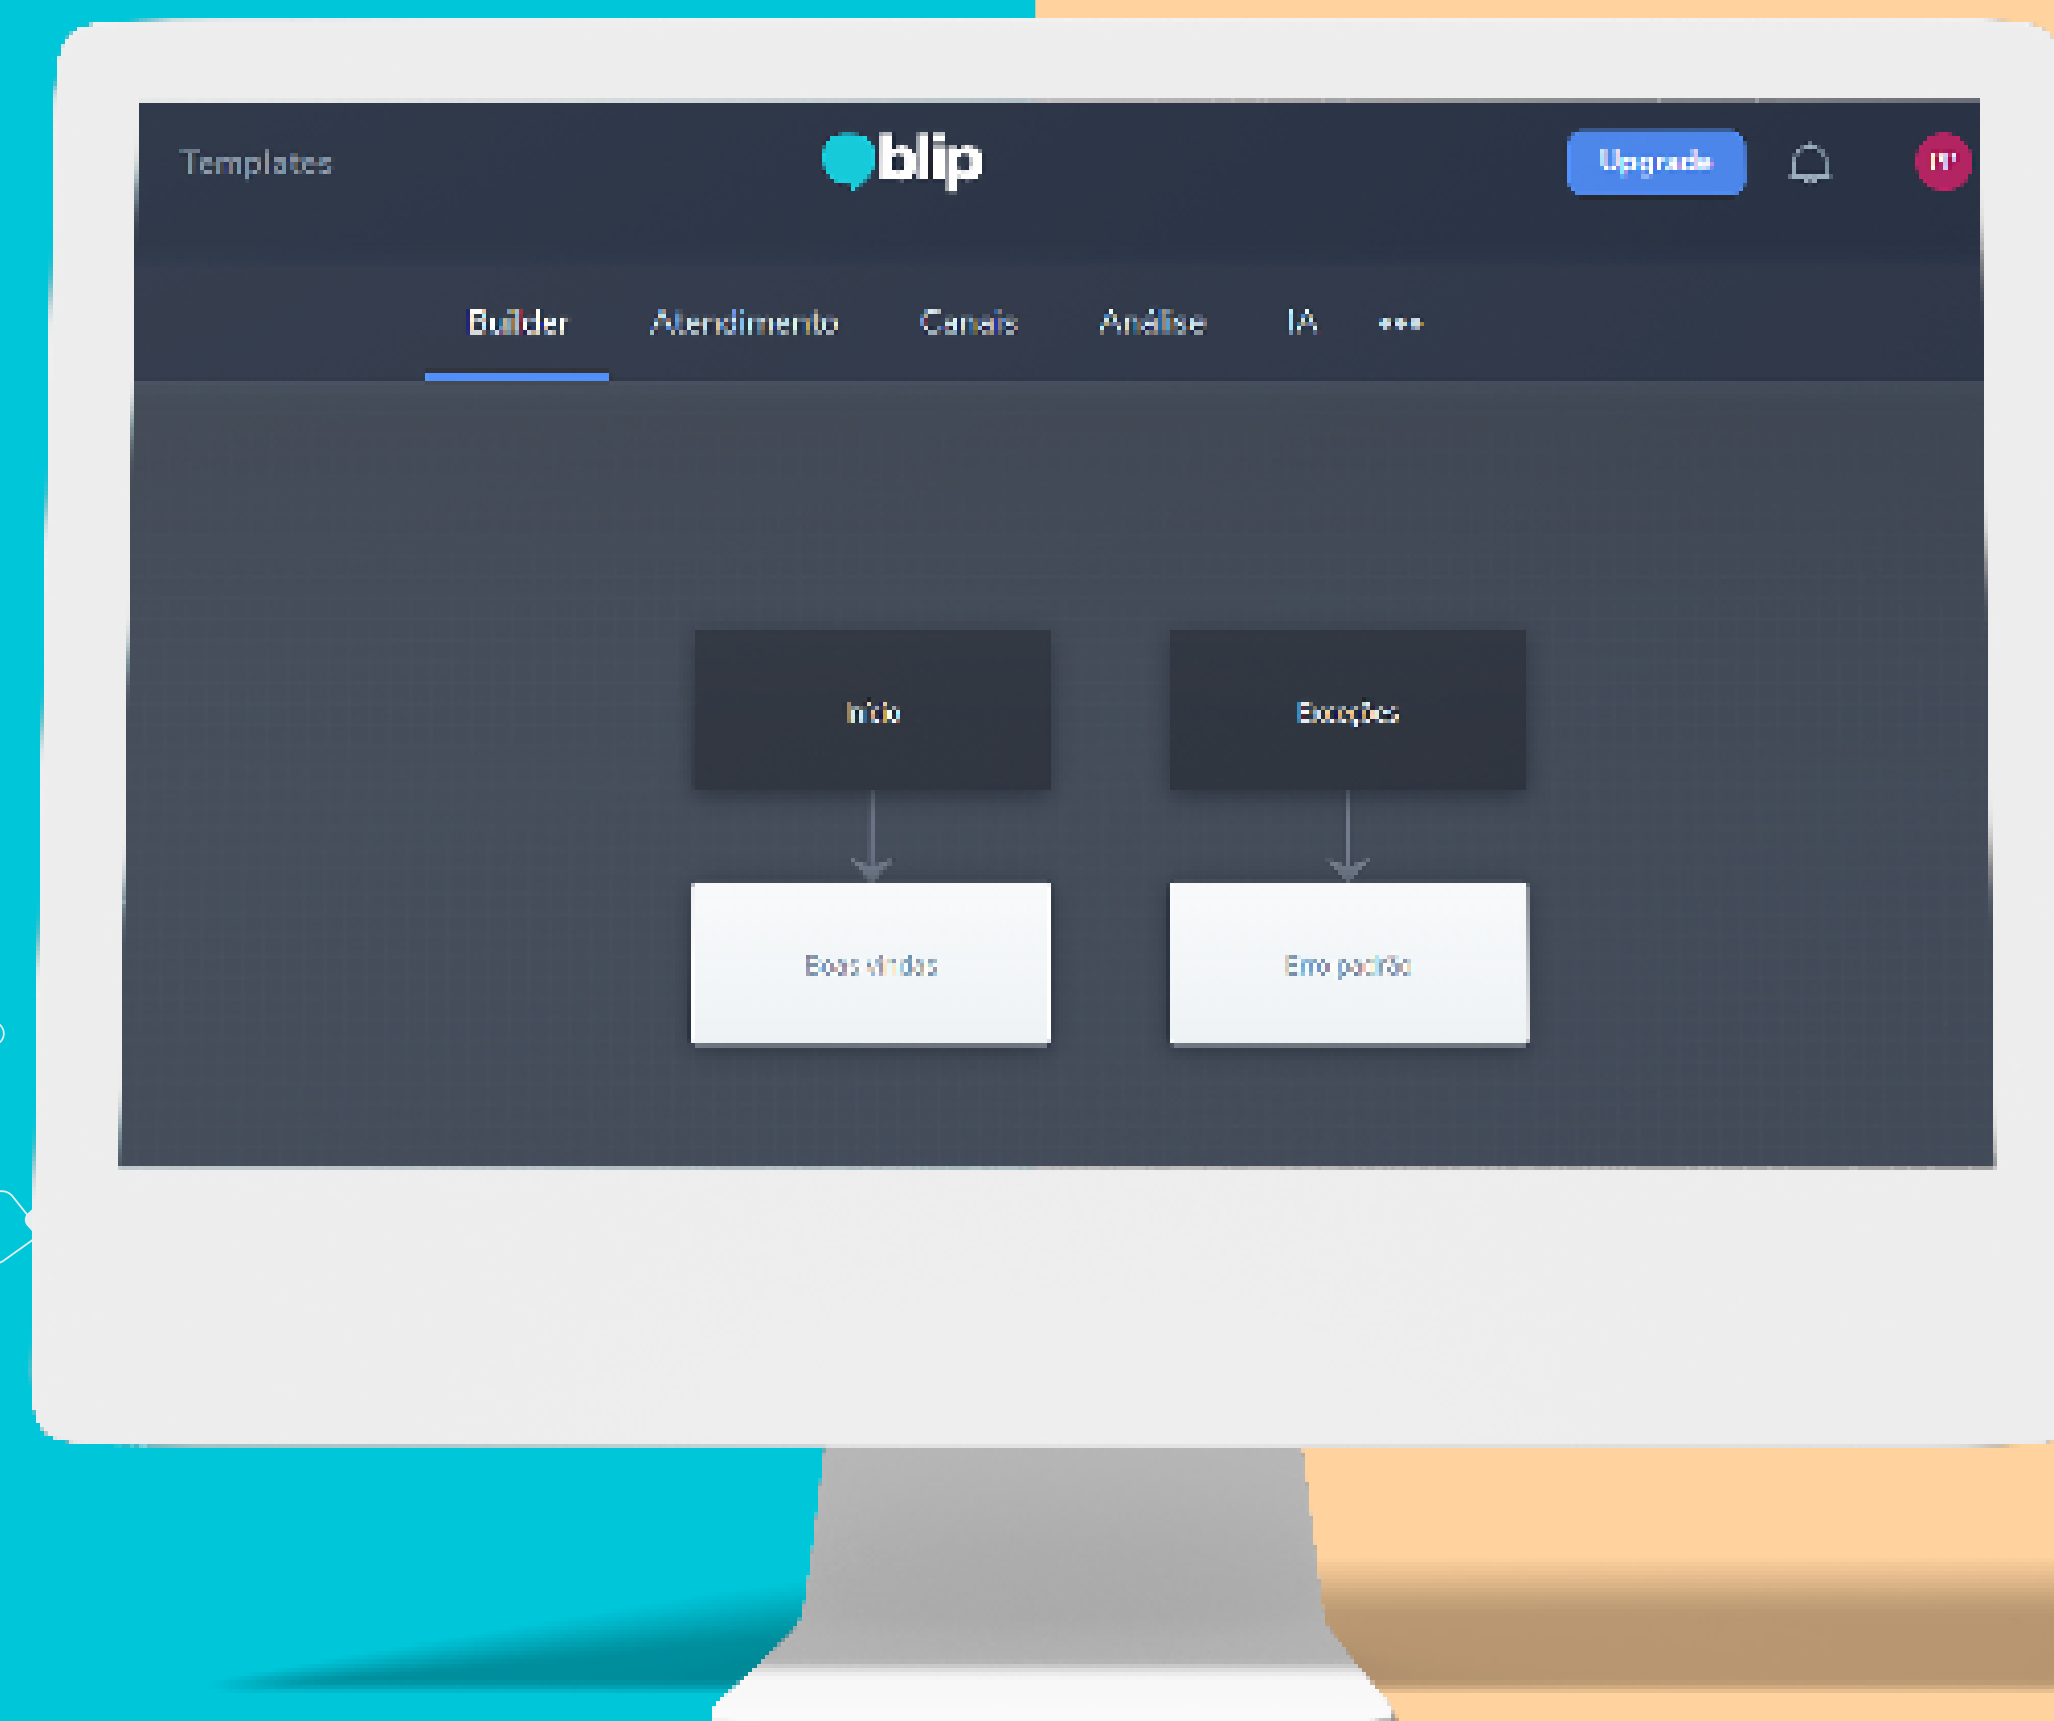 Templates
blip
Upgrade
Builder
Atendimento
Canais
Análise
IA
•••
Início
Exceções
Boas vindas
Erro padrão